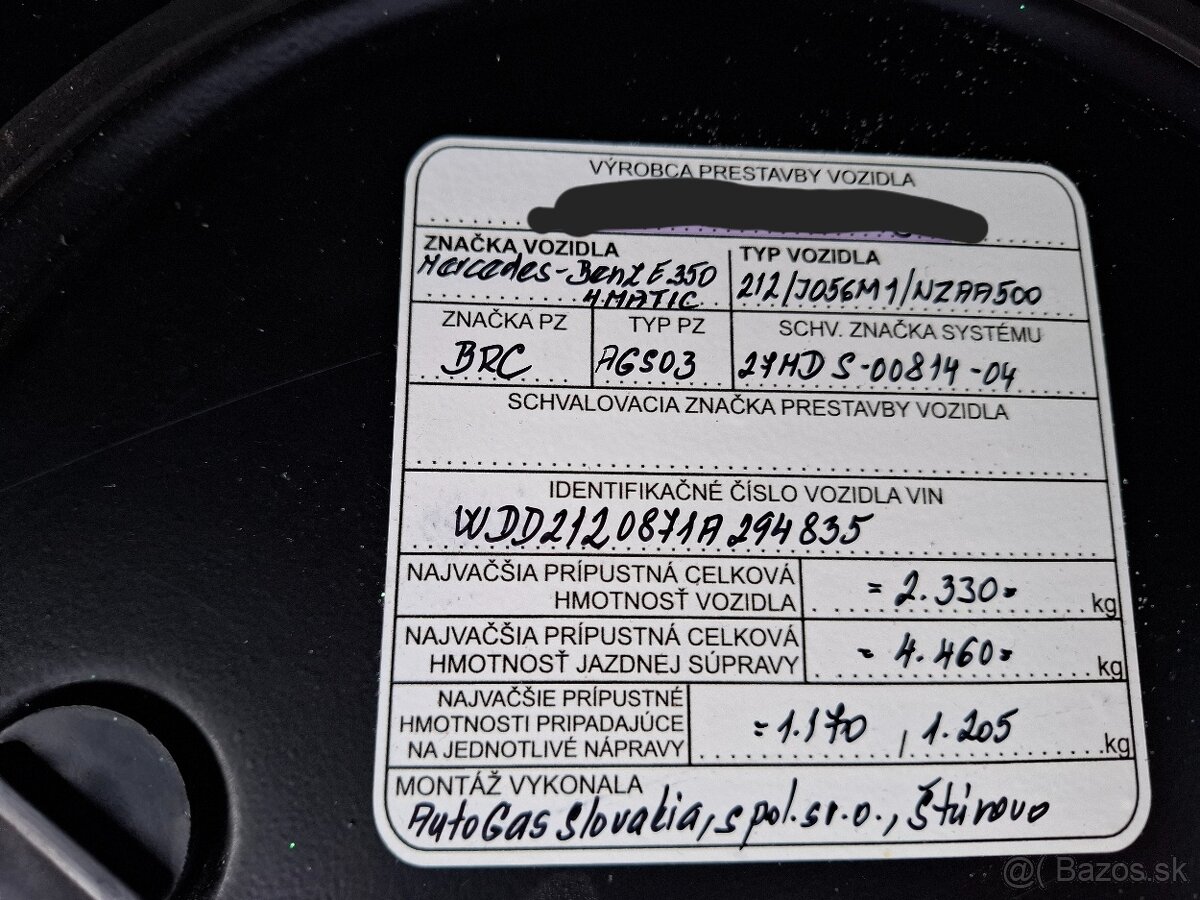 VÝROBCA PRESTAVBY VOZIDLA
ZNAČKA VOZIDLA
Mercedes-Benz E 350
4MATIC
TYP VOZIDLA
212/J056M1/NZAA500
ZNAČKA PZ
BRC
TYP PZ
AGS03
SCHV. ZNAČKA SYSTÉMU
27HD S-00814-04
SCHVALOVACIA ZNAČKA PRESTAVBY VOZIDLA
IDENTIFIKAČNÉ ČÍSLO VOZIDLA VIN
WDD2120871A294835
NAJVAČŠIA PRÍPUSTNÁ CELKOVÁ
HMOTNOSŤ VOZIDLA
= 2.330= kg
NAJVAČŠIA PRÍPUSTNÁ CELKOVÁ
HMOTNOSŤ JAZDNEJ SÚPRAVY
= 4.460= kg
NAJVAČŠIE PRÍPUSTNÉ
HMOTNOSTI PRIPADAJÚCE
NA JEDNOTLIVÉ NÁPRAVY
=1.170 , 1.205 kg
MONTÁŽ VYKONALA
AutoGas Slovakia, spol. s r.o., Štúrovo
@( Bazos.sk